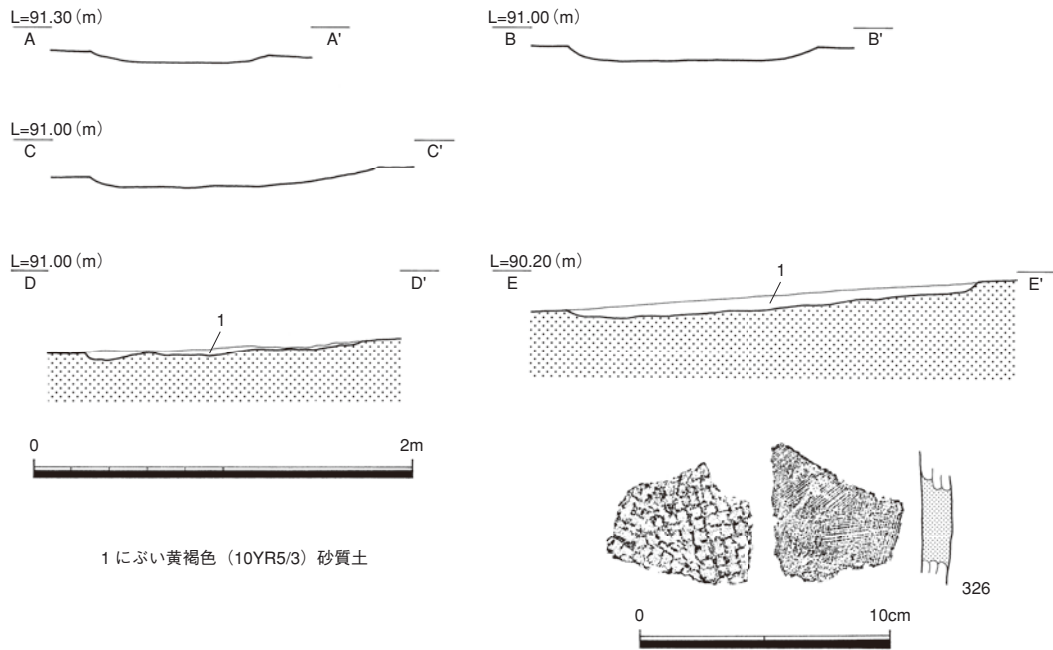 L=91.30（m）
A A'
L=91.00（m）
B B'
L=91.00（m）
C C'
L=91.00（m）
D D'
1
L=90.20（m）
E E'
1
0 2m
1 にぶい黄褐色（10YR5/3）砂質土
326
0 10cm